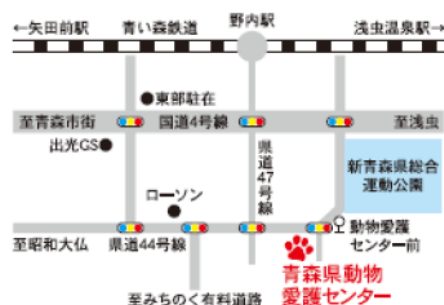 ←矢田前駅
青い森鉄道
野内駅
浅虫温泉駅→
東部駐在
至青森市街
国道4号線
至浅虫
出光GS
県道47号線
新青森県総合
運動公園
ローソン
動物愛護
センター前
至昭和大仏
県道44号線
至みちのく有料道路
青森県動物
愛護センター